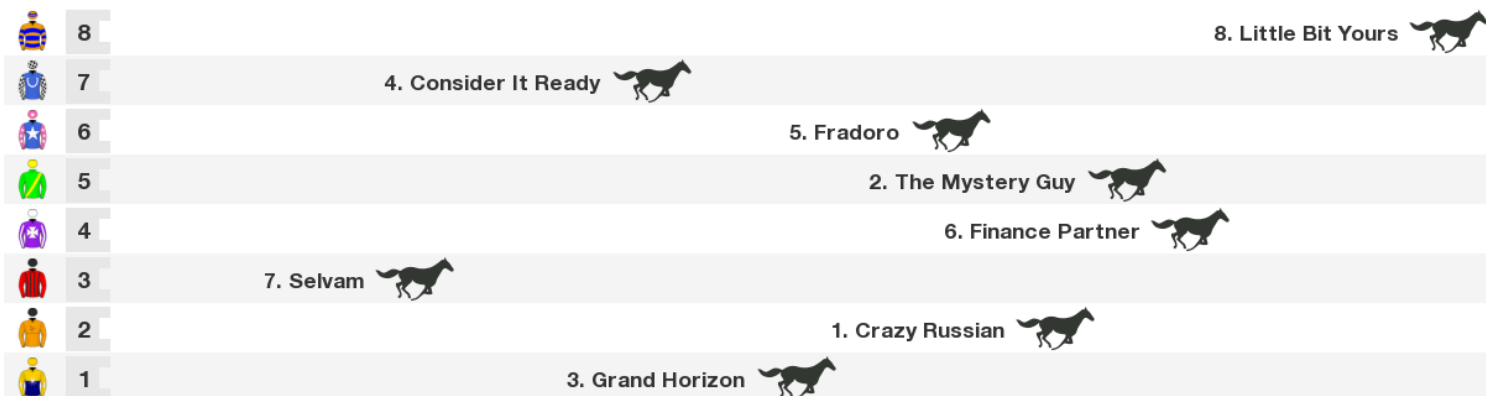 8 8. Little Bit Yours
7 4. Consider It Ready
6 5. Fradoro
5 2. The Mystery Guy
4 6. Finance Partner
3 7. Selvam
2 1. Crazy Russian
1 3. Grand Horizon